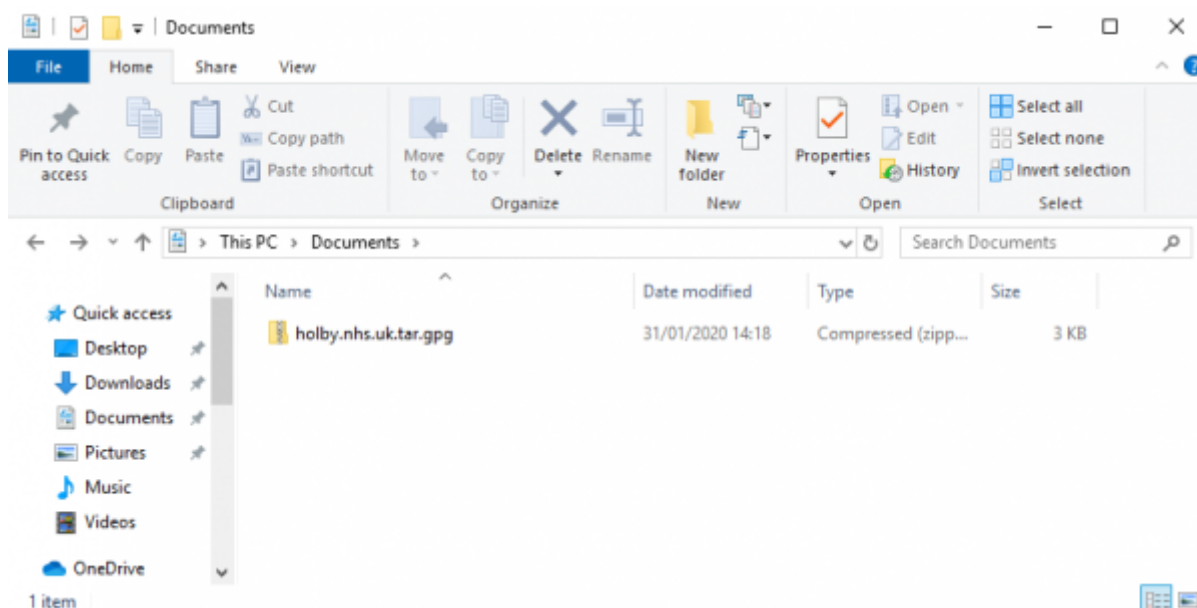 Documents
File Home Share View
Pin to Quick access
Copy
Paste
Cut
Copy path
Paste shortcut
Clipboard
Move to
Copy to
Delete
Rename
Organize
New folder
New
Properties
Open
Edit
History
Open
Select all
Select none
Invert selection
Select
This PC > Documents >
Search Documents
Name Date modified Type Size
holby.nhs.uk.tar.gpg 31/01/2020 14:18 Compressed (zipp... 3 KB
Quick access
Desktop
Downloads
Documents
Pictures
Music
Videos
OneDrive
1 item